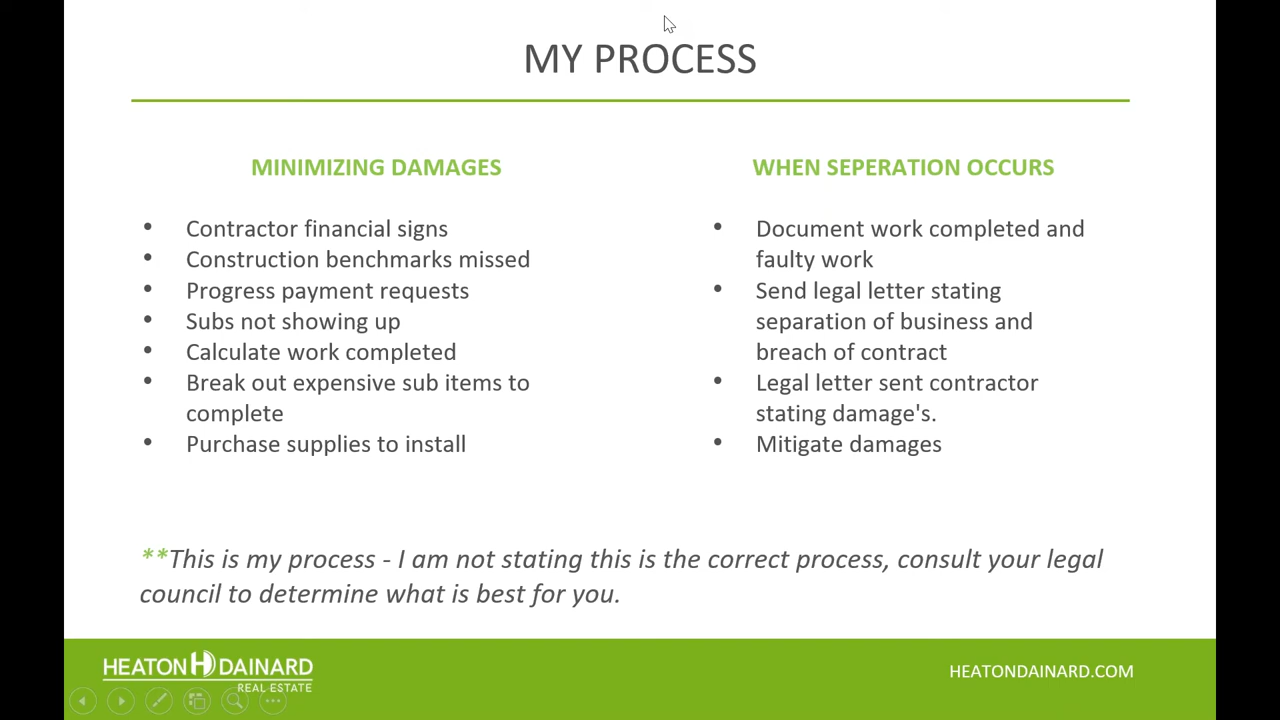 MY PROCESS
MINIMIZING DAMAGES
• Contractor financial signs
• Construction benchmarks missed
• Progress payment requests
• Subs not showing up
• Calculate work completed
• Break out expensive sub items to
complete
• Purchase supplies to install
WHEN SEPERATION OCCURS
• Document work completed and
faulty work
• Send legal letter stating
separation of business and
breach of contract
• Legal letter sent contractor
stating damage's.
• Mitigate damages
**This is my process - I am not stating this is the correct process, consult your legal
council to determine what is best for you.
HEATON DAINARD
REAL ESTATE
HEATONDAINARD.COM